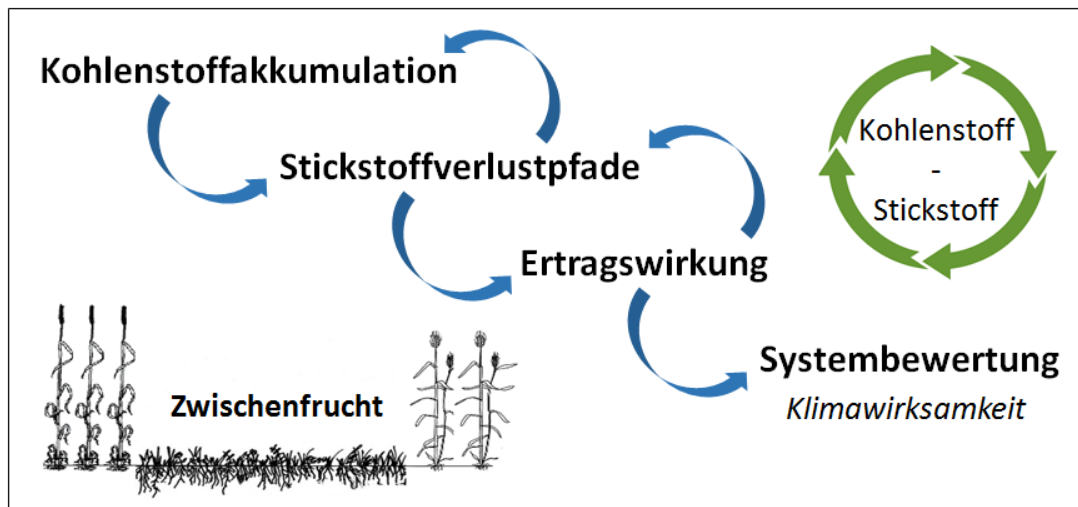 Kohlenstoffakkumulation
Stickstoffverlustpfade
Ertragswirkung
Systembewertung
Klimawirksamkeit
Kohlenstoff
-
Stickstoff
Zwischenfrucht